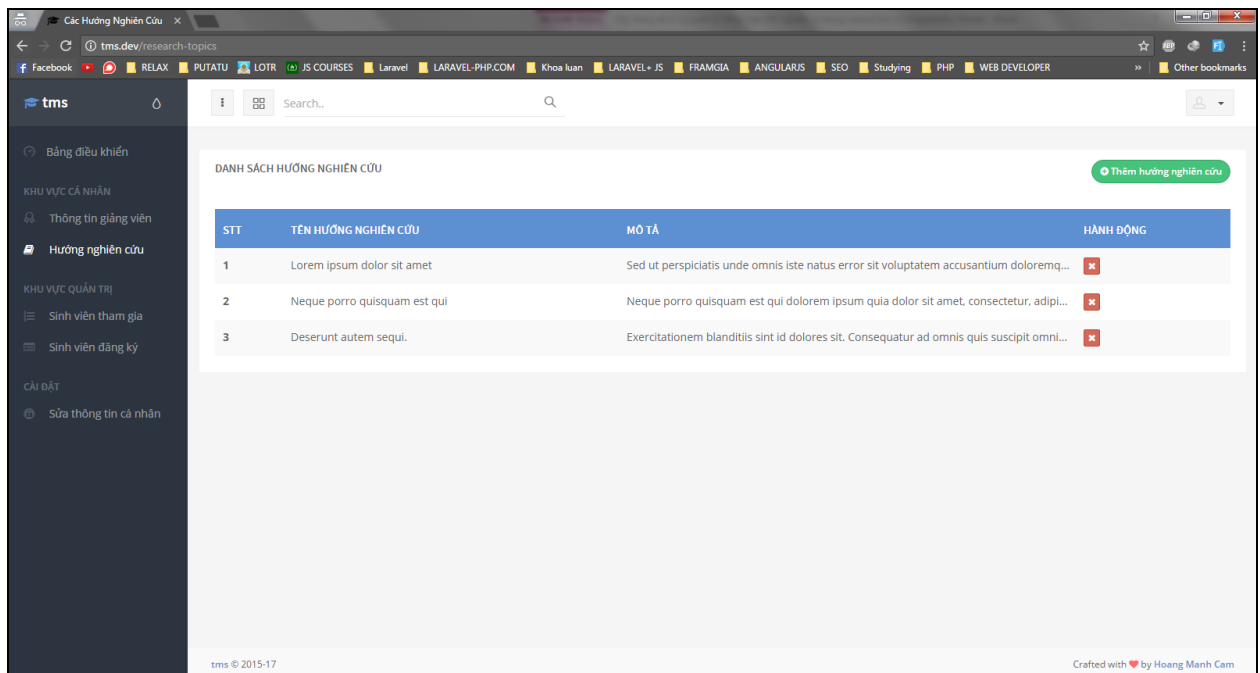 Các Hướng Nghiên Cứu
tms.dev/research-topics
Facebook RELAX PUTATU LOTR JS COURSES Laravel LARAVEL-PHP.COM Khoa luan LARAVEL+ JS FRAMGIA ANGULARJS SEO Studying PHP WEB DEVELOPER » Other bookmarks
tms
Search..
Bảng điều khiển
KHU VỰC CÁ NHÂN
Thông tin giảng viên
Hướng nghiên cứu
KHU VỰC QUẢN TRỊ
Sinh viên tham gia
Sinh viên đăng ký
CÀI ĐẶT
Sửa thông tin cá nhân
DANH SÁCH HƯỚNG NGHIÊN CỨU
Thêm hướng nghiên cứu
STT TÊN HƯỚNG NGHIÊN CỨU MÔ TẢ HÀNH ĐỘNG
1 Lorem ipsum dolor sit amet Sed ut perspiciatis unde omnis iste natus error sit voluptatem accusantium doloremq...
2 Neque porro quisquam est qui Neque porro quisquam est qui dolorem ipsum quia dolor sit amet, consectetur, adipi...
3 Deserunt autem sequi. Exercitationem blanditiis sint id dolores sit. Consequatur ad omnis quis suscipit omni...
tms © 2015-17
Crafted with ♥ by Hoang Manh Cam